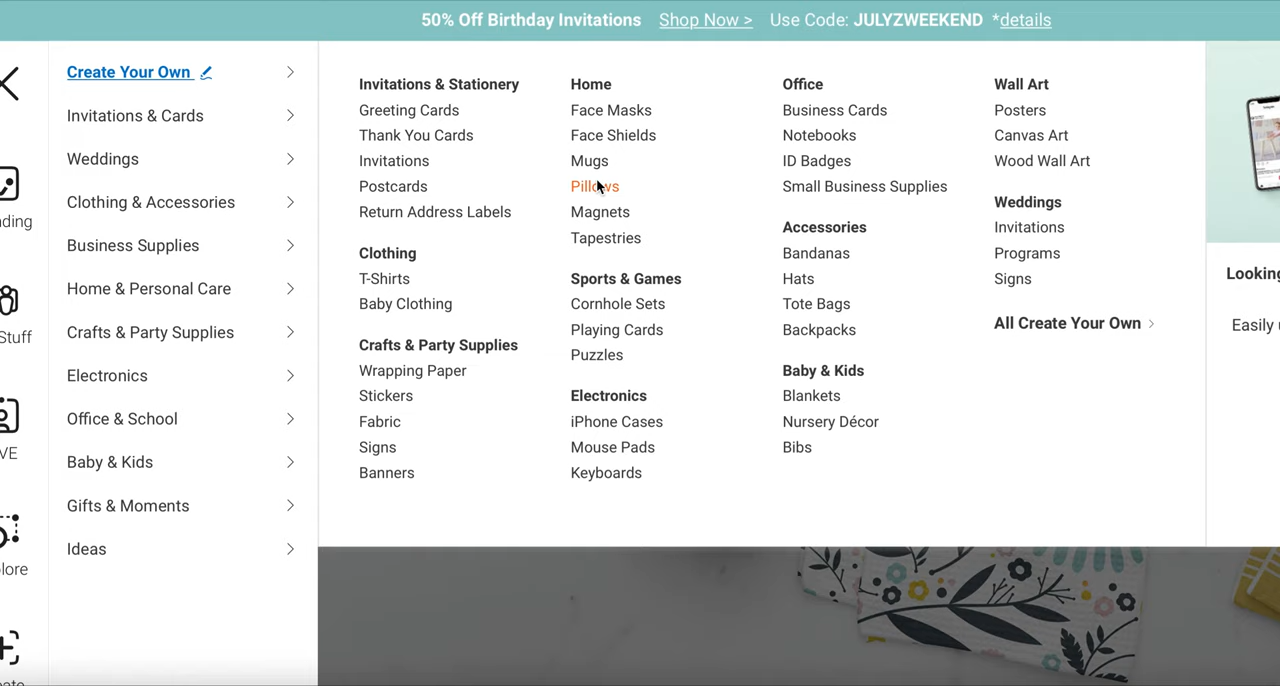 50% Off Birthday Invitations Shop Now > Use Code: JULYZWEEKEND *details
Create Your Own
Invitations & Cards
Weddings
Clothing & Accessories
Business Supplies
Home & Personal Care
Crafts & Party Supplies
Electronics
Office & School
Baby & Kids
Gifts & Moments
Ideas
Invitations & Stationery
Greeting Cards
Thank You Cards
Invitations
Postcards
Return Address Labels
Clothing
T-Shirts
Baby Clothing
Crafts & Party Supplies
Wrapping Paper
Stickers
Fabric
Signs
Banners
Home
Face Masks
Face Shields
Mugs
Pillows
Magnets
Tapestries
Sports & Games
Cornhole Sets
Playing Cards
Puzzles
Electronics
iPhone Cases
Mouse Pads
Keyboards
Office
Business Cards
Notebooks
ID Badges
Small Business Supplies
Accessories
Bandanas
Hats
Tote Bags
Backpacks
Baby & Kids
Blankets
Nursery Décor
Bibs
Wall Art
Posters
Canvas Art
Wood Wall Art
Weddings
Invitations
Programs
Signs
All Create Your Own >
Looking
Easily